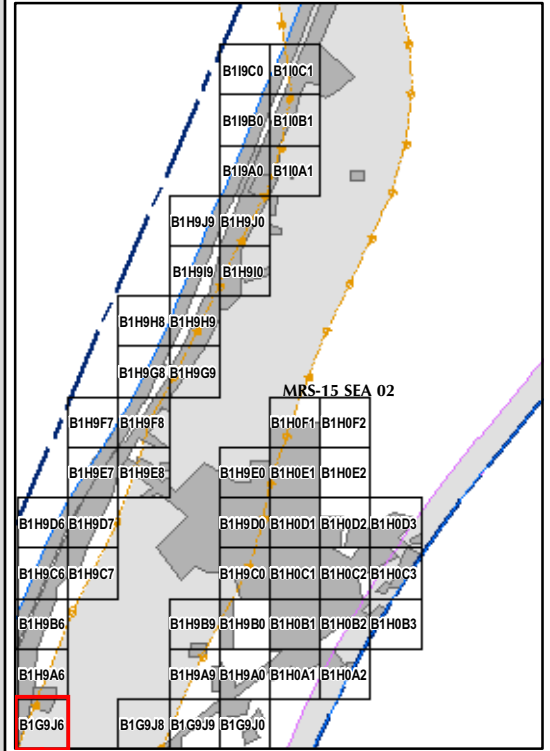 B1I9C0 B1I0C1
B1I9B0 B1I0B1
B1I9A0 B1I0A1
B1H9J9 B1H9J0
B1H9I9 B1H9I0
B1H9H8 B1H9H9
B1H9G8 B1H9G9
MRS-15 SEA 02
B1H9F7 B1H9F8 B1H0F1 B1H0F2
B1H9E7 B1H9E8 B1H9E0 B1H0E1 B1H0E2
B1H9D6 B1H9D7 B1H9D0 B1H0D1 B1H0D2 B1H0D3
B1H9C6 B1H9C7 B1H9C0 B1H0C1 B1H0C2 B1H0C3
B1H9B6 B1H9B9 B1H9B0 B1H0B1 B1H0B2 B1H0B3
B1H9A6 B1H9A9 B1H9A0 B1H0A1 B1H0A2
B1G9J6 B1G9J8 B1G9J9 B1G9J0